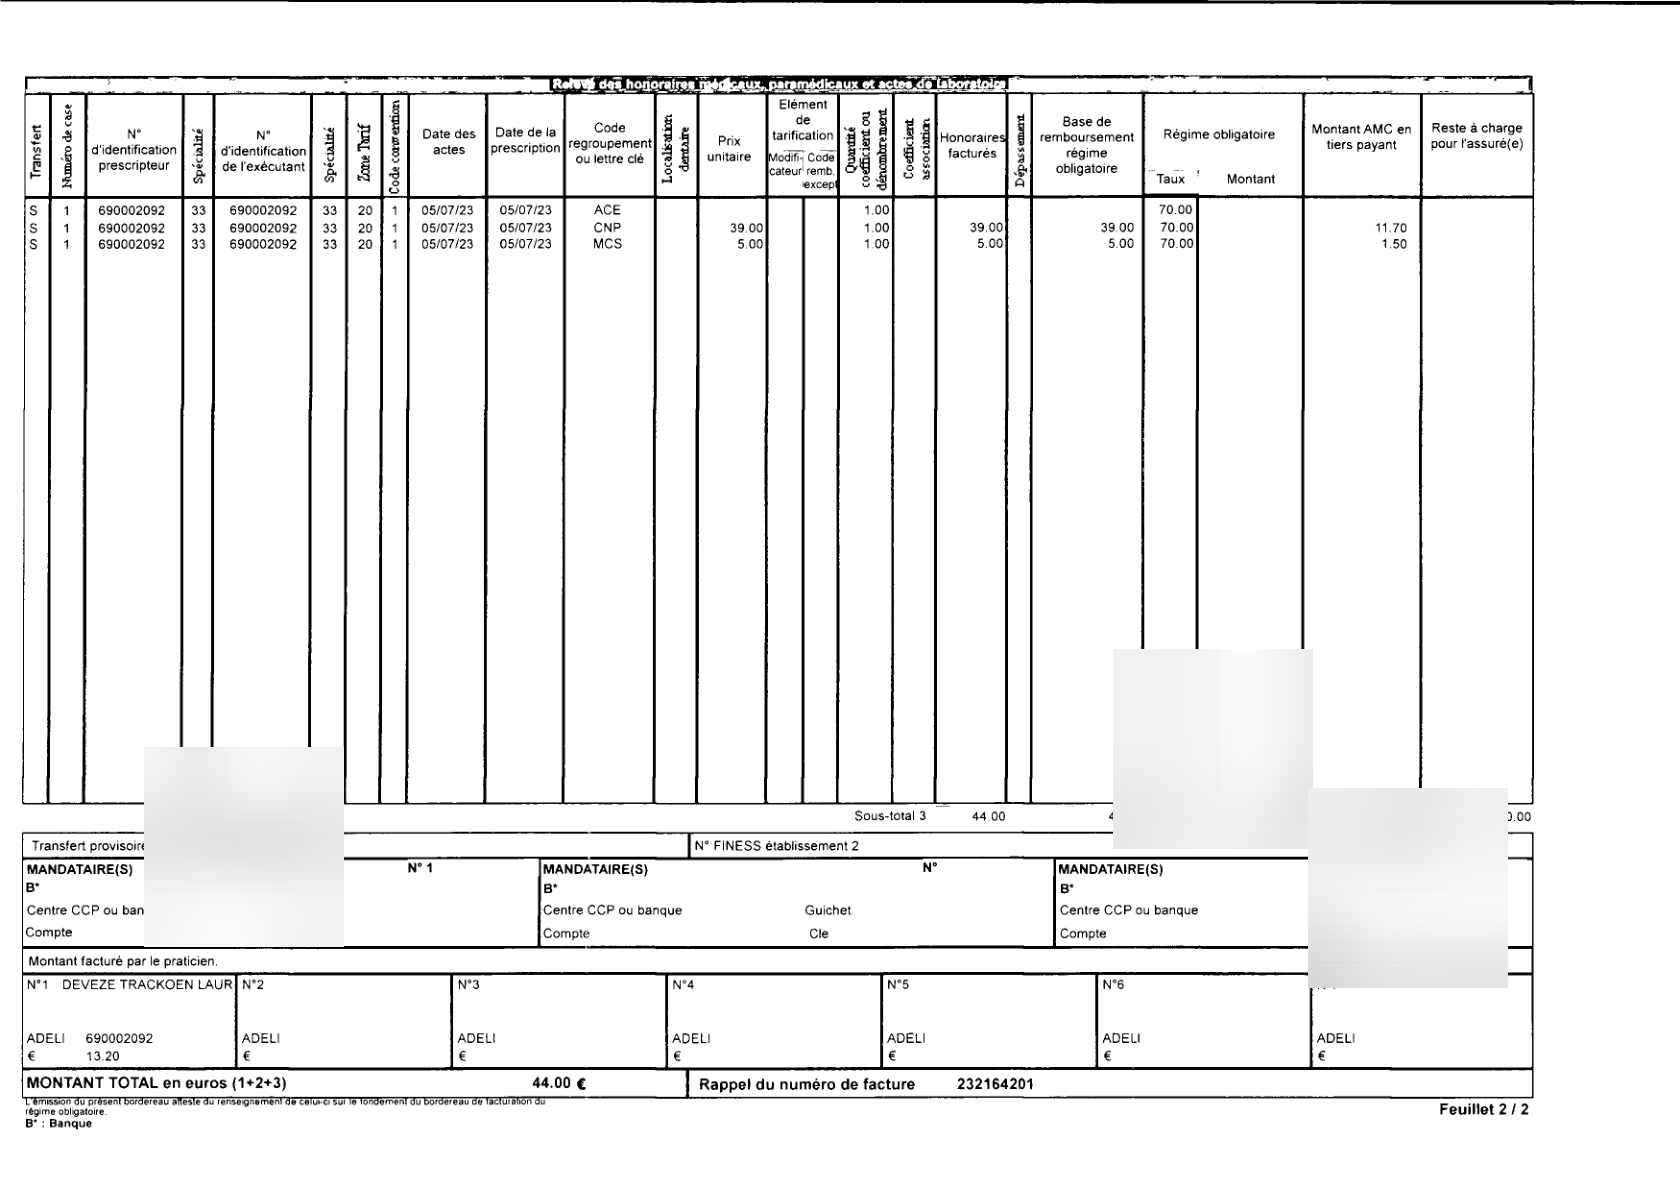 Relevé des honoraires médicaux, paramédicaux et actes de laboratoire
Transfert
Numéro de case
N° d'identification prescripteur
Spécialité
N° d'identification de l'exécutant
Spécialité
Zone Tarif
Code convention
Date des actes
Date de la prescription
Code regroupement ou lettre clé
Localisation dentaire
Prix unitaire
Elément de tarification
Modifi-cateur
Code remb. except
Quantité coefficient ou dénombrement
Coefficient association
Honoraires facturés
Dépassement
Base de remboursement régime obligatoire
Régime obligatoire
Taux
Montant
Montant AMC en tiers payant
Reste à charge pour l'assuré(e)
S 1 690002092 33 690002092 33 20 1 05/07/23 05/07/23 ACE 1.00 70.00
S 1 690002092 33 690002092 33 20 1 05/07/23 05/07/23 CNP 39.00 1.00 39.00 39.00 70.00 11.70
S 1 690002092 33 690002092 33 20 1 05/07/23 05/07/23 MCS 5.00 1.00 5.00 5.00 70.00 1.50
Sous-total 3 44.00
Transfert provisoire N° FINESS établissement 2
MANDATAIRE(S) N° 1 MANDATAIRE(S) N° MANDATAIRE(S)
B* B* B*
Centre CCP ou ban Centre CCP ou banque Guichet Centre CCP ou banque
Compte Compte Cle Compte
Montant facturé par le praticien.
N°1 DEVEZE TRACKOEN LAUR N°2 N°3 N°4 N°5 N°6
ADELI 690002092 ADELI ADELI ADELI ADELI ADELI ADELI
€ 13.20 € € € € € €
MONTANT TOTAL en euros (1+2+3) 44.00 € Rappel du numéro de facture 232164201
L'émission du présent bordereau atteste du renseignement de celui-ci sur le fondement du bordereau de facturation du
régime obligatoire.
Feuillet 2 / 2
B* : Banque